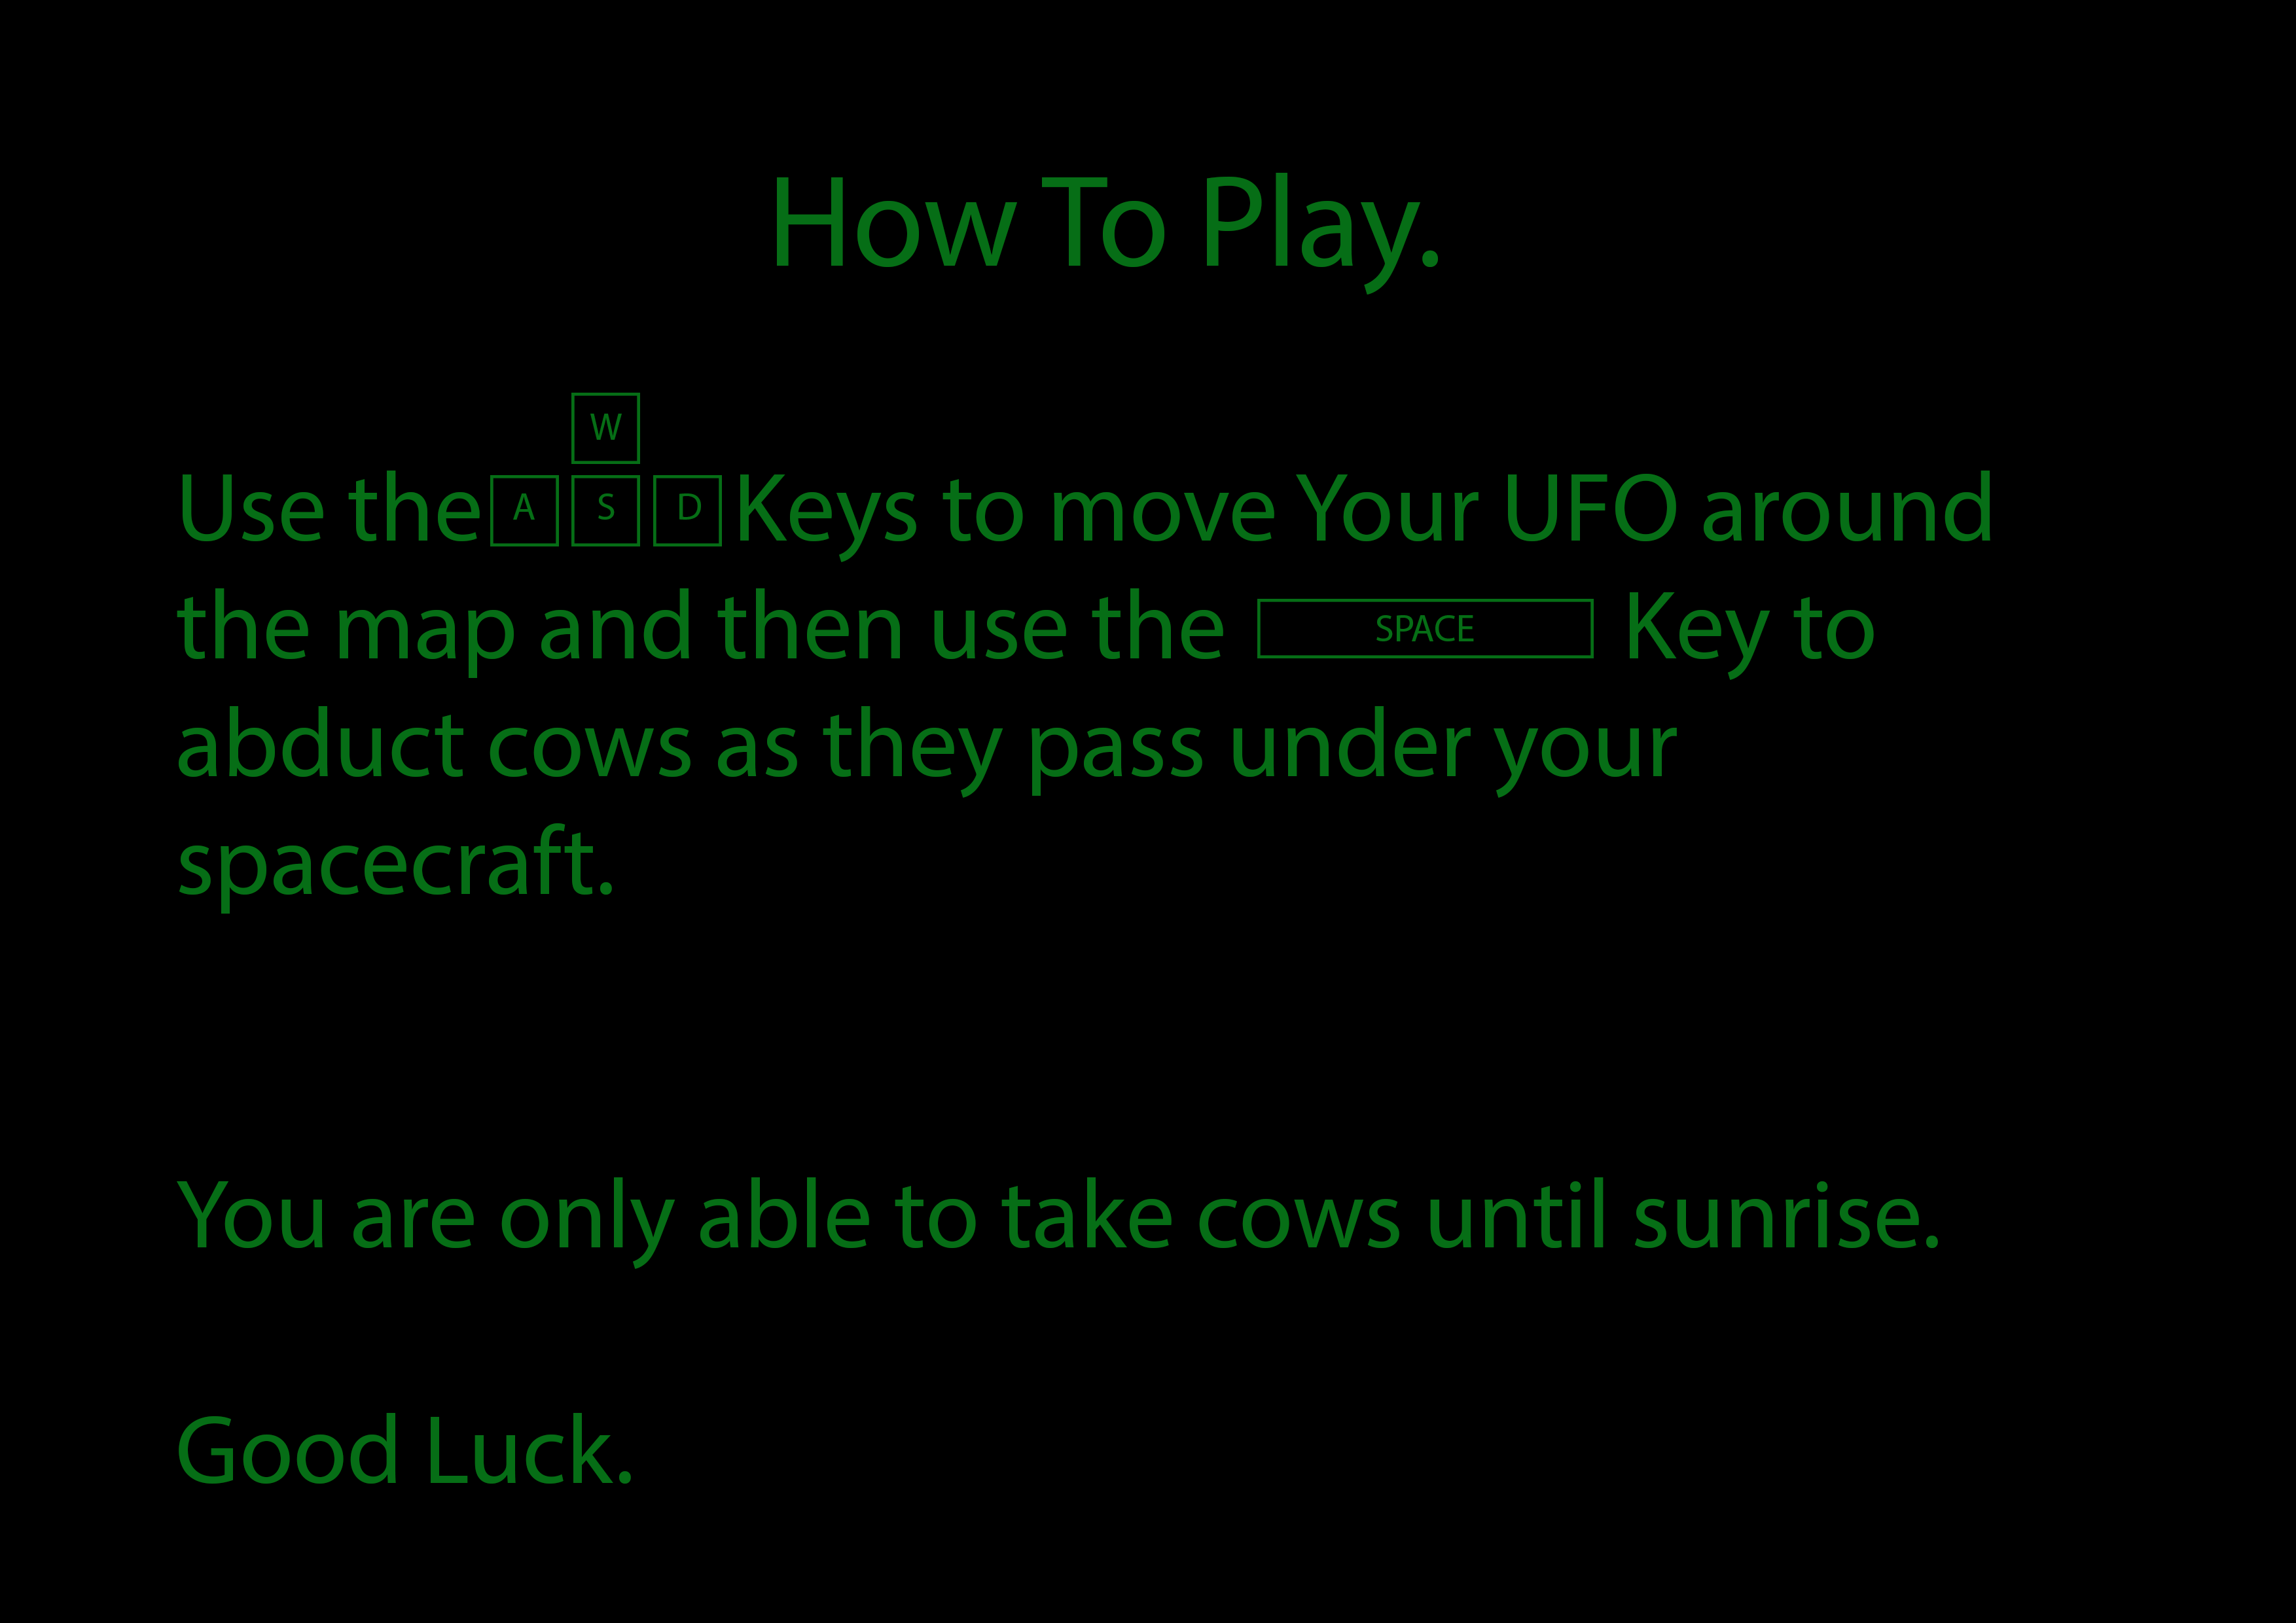 How To Play.
W
Use the A S D Keys to move Your UFO around
the map and then use the SPACE Key to
abduct cows as they pass under your
spacecraft.
You are only able to take cows until sunrise.
Good Luck.